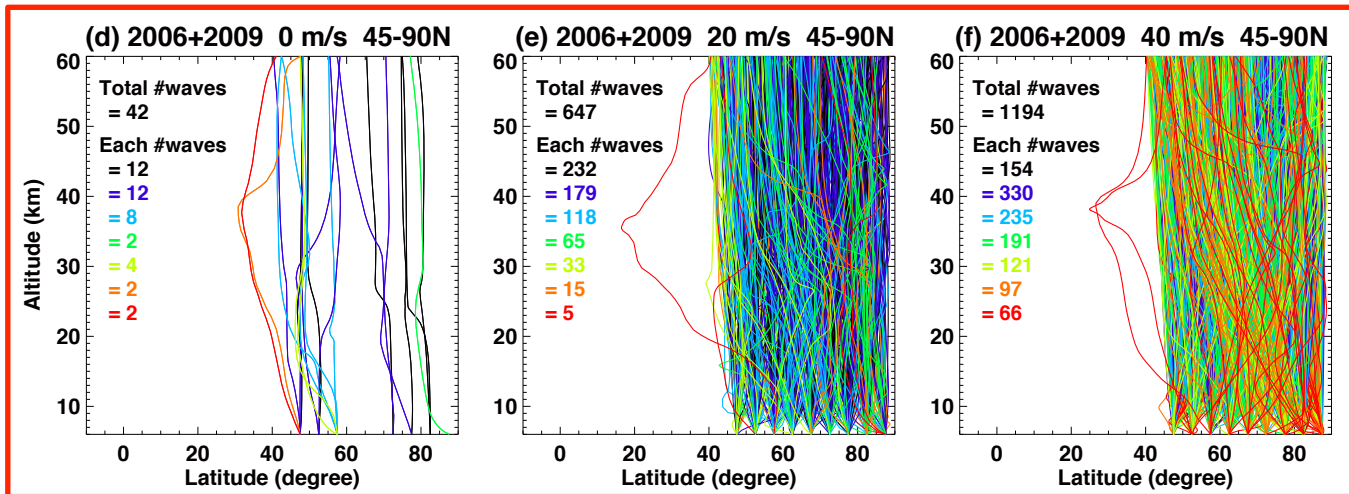 (d) 2006+2009 0 m/s 45-90N
60
50
40
30
20
10
Altitude (km)
Total #waves
= 42
Each #waves
= 12
= 12
= 8
= 2
= 4
= 2
= 2
0 20 40 60 80
Latitude (degree)
(e) 2006+2009 20 m/s 45-90N
60
50
40
30
20
10
Total #waves
= 647
Each #waves
= 232
= 179
= 118
= 65
= 33
= 15
= 5
0 20 40 60 80
Latitude (degree)
(f) 2006+2009 40 m/s 45-90N
60
50
40
30
20
10
Total #waves
= 1194
Each #waves
= 154
= 330
= 235
= 191
= 121
= 97
= 66
0 20 40 60 80
Latitude (degree)